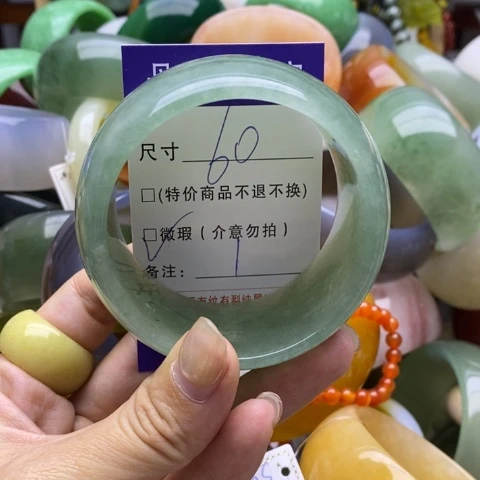 尺寸 60
□(特价商品不退不换)
☑微瑕（介意勿拍）
备注：1